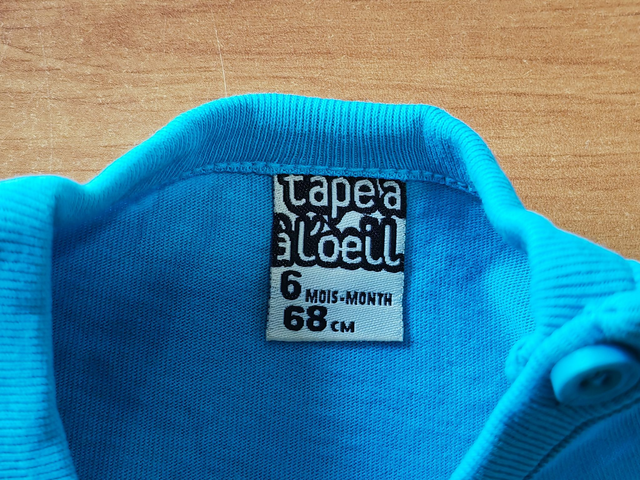 tape a
à l'oeil
6 MOIS-MONTH
68 CM